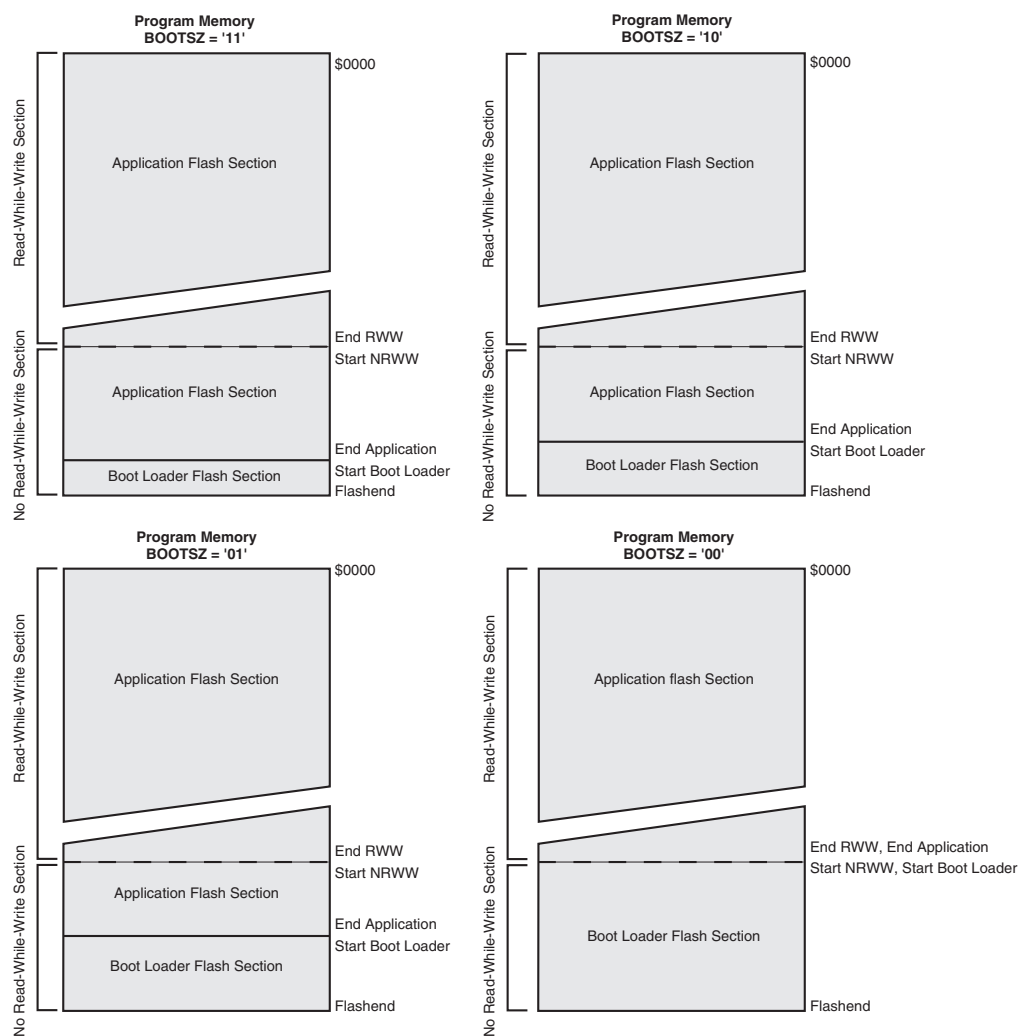 Program Memory
BOOTSZ = '11'
$0000
Read-While-Write Section
Application Flash Section
End RWW
Start NRWW
No Read-While-Write Section
Application Flash Section
End Application
Start Boot Loader
Boot Loader Flash Section
Flashend
Program Memory
BOOTSZ = '10'
$0000
Read-While-Write Section
Application Flash Section
End RWW
Start NRWW
No Read-While-Write Section
Application Flash Section
End Application
Start Boot Loader
Boot Loader Flash Section
Flashend
Program Memory
BOOTSZ = '01'
$0000
Read-While-Write Section
Application Flash Section
End RWW
Start NRWW
No Read-While-Write Section
Application Flash Section
End Application
Start Boot Loader
Boot Loader Flash Section
Flashend
Program Memory
BOOTSZ = '00'
$0000
Read-While-Write Section
Application flash Section
End RWW, End Application
Start NRWW, Start Boot Loader
No Read-While-Write Section
Boot Loader Flash Section
Flashend